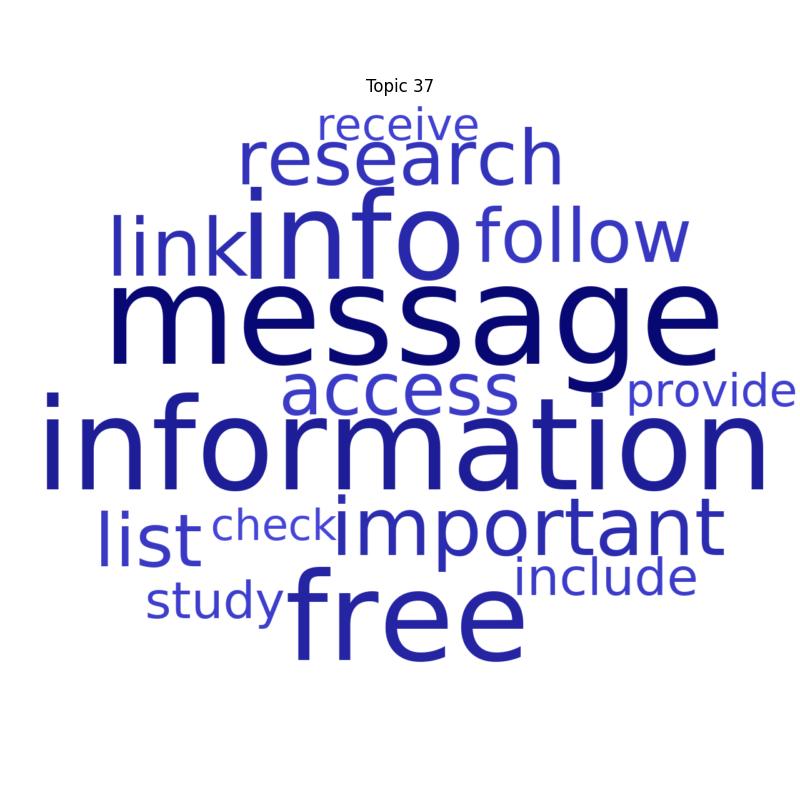 Topic 37
receive
research
link info follow
message
access provide
information
list check important
study free include